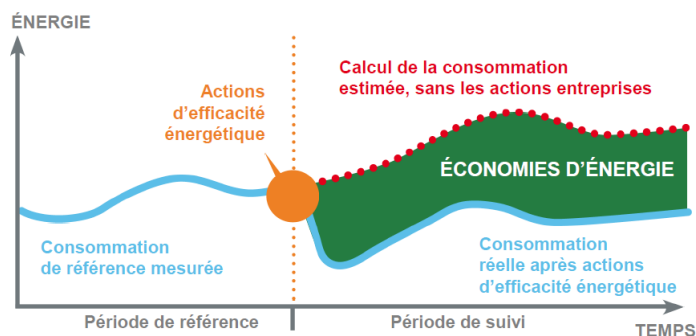 ÉNERGIE
Actions
d'efficacité
énergétique
Calcul de la consommation
estimée, sans les actions entreprises
ÉCONOMIES D'ÉNERGIE
Consommation
de référence mesurée
Consommation
réelle après actions
d'efficacité énergétique
Période de référence
Période de suivi
TEMPS